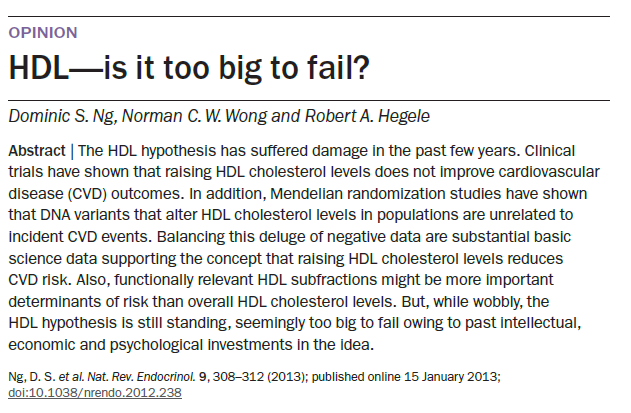 OPINION
HDL—is it too big to fail?
Dominic S. Ng, Norman C. W. Wong and Robert A. Hegele
Abstract | The HDL hypothesis has suffered damage in the past few years. Clinical
trials have shown that raising HDL cholesterol levels does not improve cardiovascular
disease (CVD) outcomes. In addition, Mendelian randomization studies have shown
that DNA variants that alter HDL cholesterol levels in populations are unrelated to
incident CVD events. Balancing this deluge of negative data are substantial basic
science data supporting the concept that raising HDL cholesterol levels reduces
CVD risk. Also, functionally relevant HDL subfractions might be more important
determinants of risk than overall HDL cholesterol levels. But, while wobbly, the
HDL hypothesis is still standing, seemingly too big to fail owing to past intellectual,
economic and psychological investments in the idea.
Ng, D. S. et al. Nat. Rev. Endocrinol. 9, 308–312 (2013); published online 15 January 2013;
doi:10.1038/nrendo.2012.238